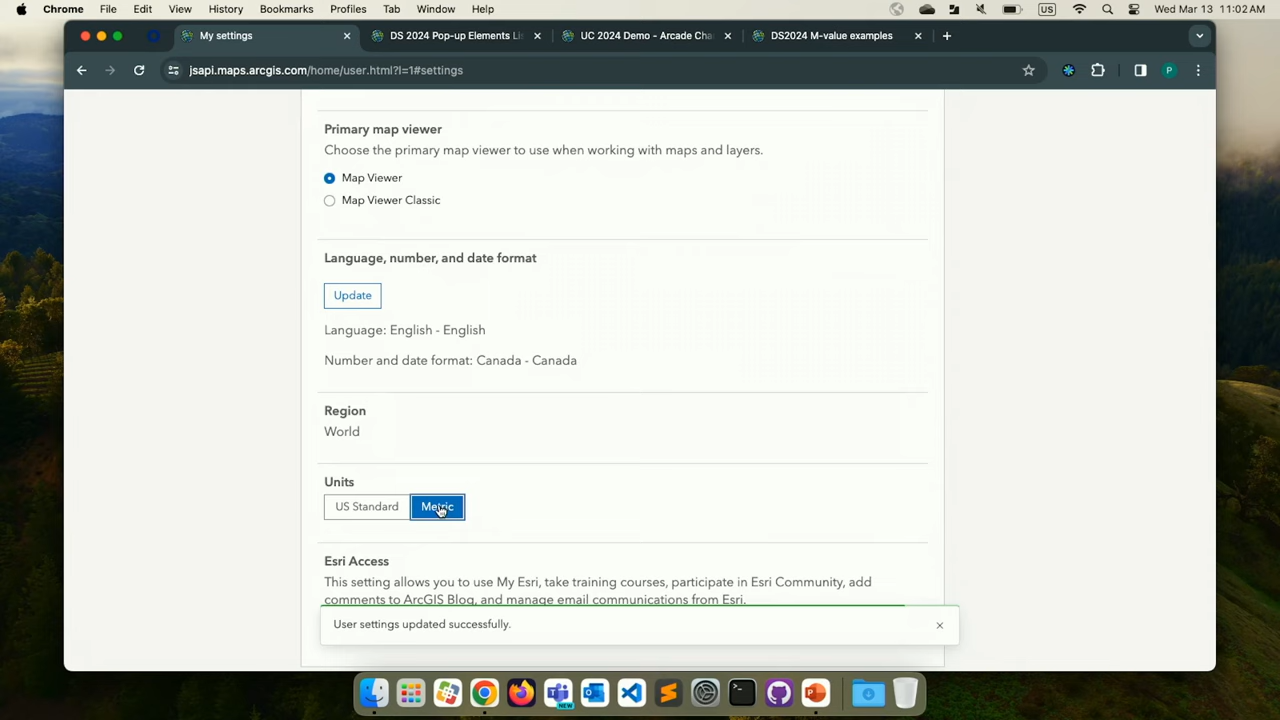 Chrome File Edit View History Bookmarks Profiles Tab Window Help US Wed Mar 13 11:02 AM
My settings DS 2024 Pop-up Elements Li UC 2024 Demo - Arcade Cha DS2024 M-value examples
jsapi.maps.arcgis.com/home/user.html?l=1#settings P
Primary map viewer
Choose the primary map viewer to use when working with maps and layers.
Map Viewer
Map Viewer Classic
Language, number, and date format
Update
Language: English - English
Number and date format: Canada - Canada
Region
World
Units
US Standard Metric
Esri Access
This setting allows you to use My Esri, take training courses, participate in Esri Community, add
comments to ArcGIS Blog, and manage email communications from Esri.
User settings updated successfully.
NEW